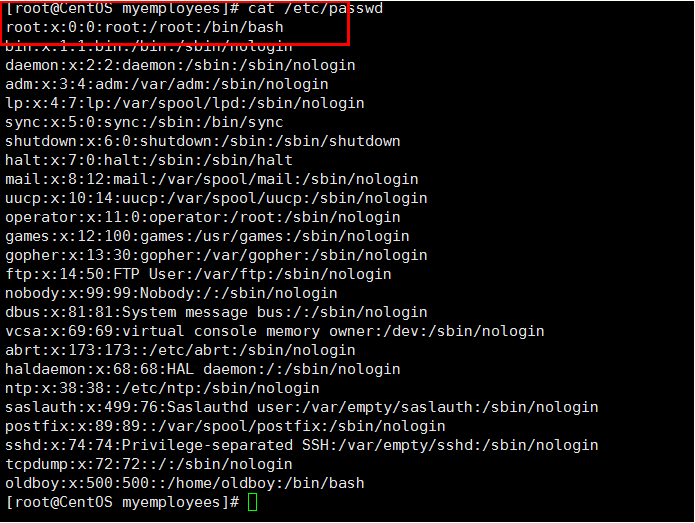 [root@CentOS myemployees]# cat /etc/passwd
root:x:0:0:root:/root:/bin/bash
bin:x:1:1:bin:/bin:/sbin/nologin
daemon:x:2:2:daemon:/sbin:/sbin/nologin
adm:x:3:4:adm:/var/adm:/sbin/nologin
lp:x:4:7:lp:/var/spool/lpd:/sbin/nologin
sync:x:5:0:sync:/sbin:/bin/sync
shutdown:x:6:0:shutdown:/sbin:/sbin/shutdown
halt:x:7:0:halt:/sbin:/sbin/halt
mail:x:8:12:mail:/var/spool/mail:/sbin/nologin
uucp:x:10:14:uucp:/var/spool/uucp:/sbin/nologin
operator:x:11:0:operator:/root:/sbin/nologin
games:x:12:100:games:/usr/games:/sbin/nologin
gopher:x:13:30:gopher:/var/gopher:/sbin/nologin
ftp:x:14:50:FTP User:/var/ftp:/sbin/nologin
nobody:x:99:99:Nobody:/:/sbin/nologin
dbus:x:81:81:System message bus:/:/sbin/nologin
vcsa:x:69:69:virtual console memory owner:/dev:/sbin/nologin
abrt:x:173:173::/etc/abrt:/sbin/nologin
haldaemon:x:68:68:HAL daemon:/:/sbin/nologin
ntp:x:38:38::/etc/ntp:/sbin/nologin
saslauth:x:499:76:Saslauthd user:/var/empty/saslauth:/sbin/nologin
postfix:x:89:89::/var/spool/postfix:/sbin/nologin
sshd:x:74:74:Privilege-separated SSH:/var/empty/sshd:/sbin/nologin
tcpdump:x:72:72::/:/sbin/nologin
oldboy:x:500:500::/home/oldboy:/bin/bash
[root@CentOS myemployees]#